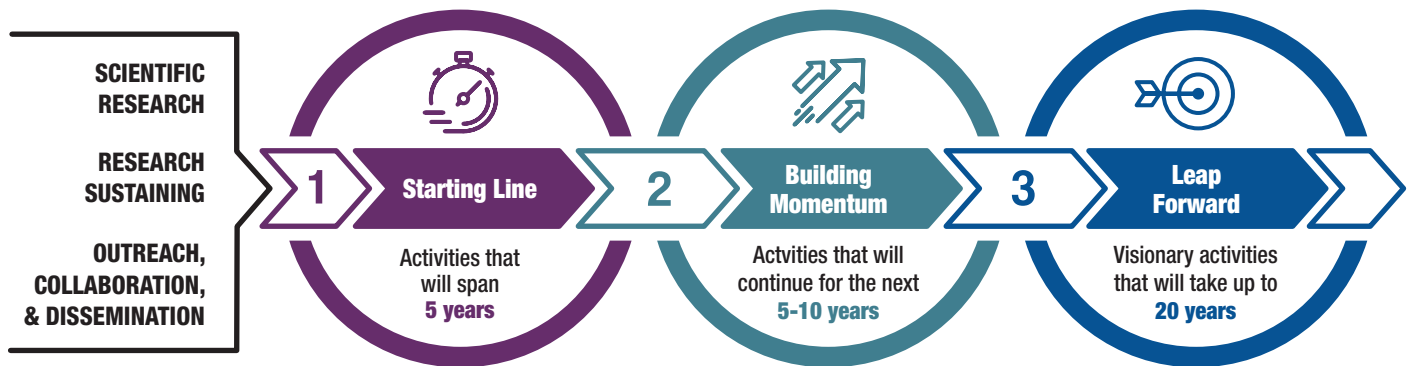 SCIENTIFIC
RESEARCH
RESEARCH
SUSTAINING
OUTREACH,
COLLABORATION,
& DISSEMINATION
1
Starting Line
Activities that
will span
5 years
2
Building
Momentum
Actvities that will
continue for the next
5-10 years
3
Leap
Forward
Visionary activities
that will take up to
20 years